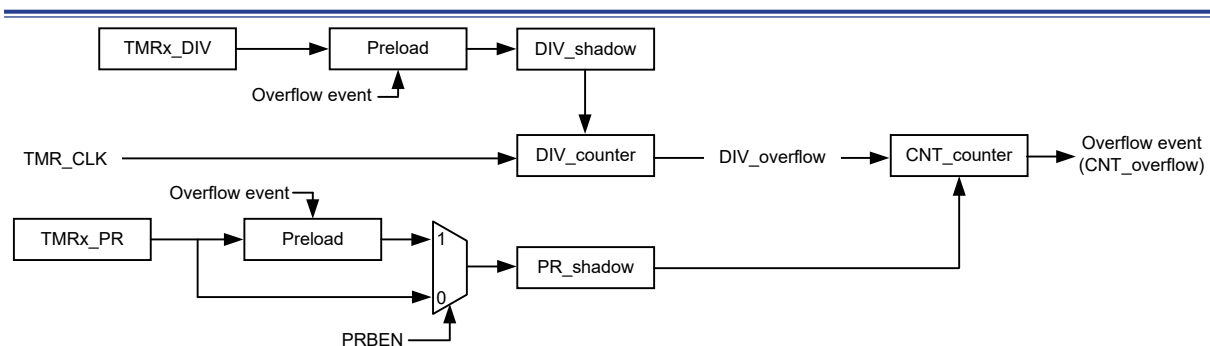 TMRx_DIV
Preload
DIV_shadow
Overflow event
TMR_CLK
DIV_counter
DIV_overflow
CNT_counter
Overflow event
(CNT_overflow)
Overflow event
TMRx_PR
Preload
1
PR_shadow
0
PRBEN